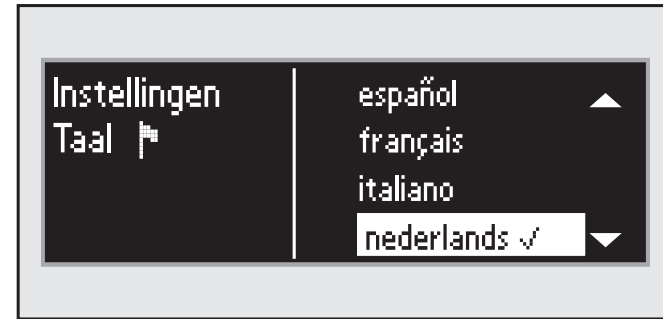 Instellingen
Taal
español
français
italiano
nederlands ✓